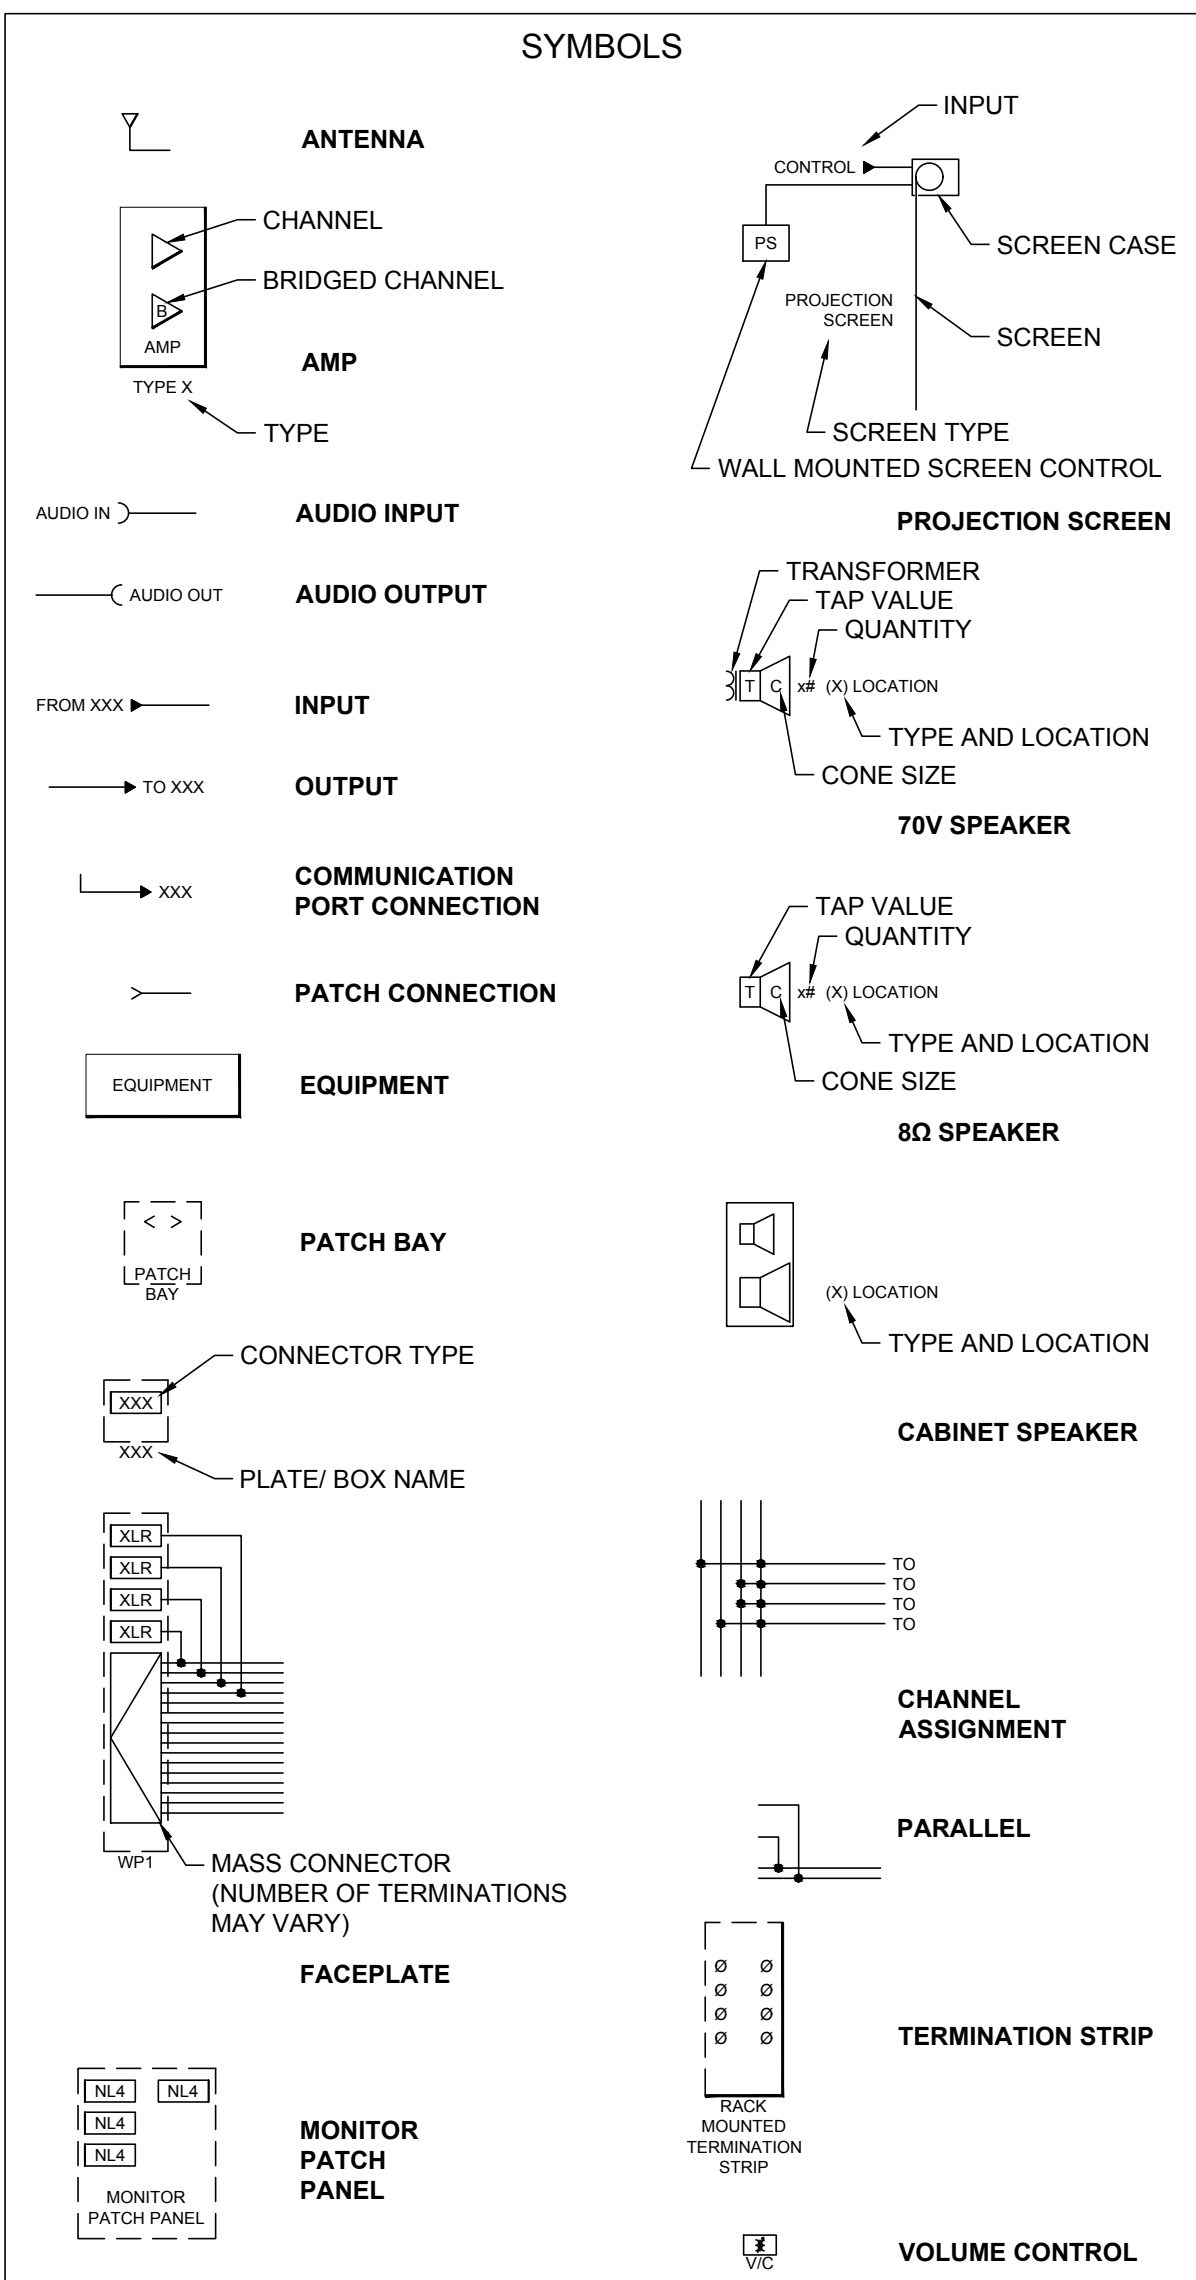 SYMBOLS
ANTENNA
CHANNEL
BRIDGED CHANNEL
B
AMP
AMP
TYPE X
TYPE
AUDIO IN
AUDIO INPUT
AUDIO OUT
AUDIO OUTPUT
FROM XXX
INPUT
TO XXX
OUTPUT
XXX
COMMUNICATION
PORT CONNECTION
PATCH CONNECTION
EQUIPMENT
EQUIPMENT
< >
PATCH
BAY
PATCH BAY
CONNECTOR TYPE
XXX
XXX
PLATE/ BOX NAME
XLR
XLR
XLR
XLR
WP1
MASS CONNECTOR
(NUMBER OF TERMINATIONS
MAY VARY)
FACEPLATE
NL4 NL4
NL4
NL4
MONITOR
PATCH PANEL
MONITOR
PATCH
PANEL
INPUT
CONTROL
PS
SCREEN CASE
PROJECTION
SCREEN
SCREEN
SCREEN TYPE
WALL MOUNTED SCREEN CONTROL
PROJECTION SCREEN
TRANSFORMER
TAP VALUE
QUANTITY
T C x# (X) LOCATION
TYPE AND LOCATION
CONE SIZE
70V SPEAKER
TAP VALUE
QUANTITY
T C x# (X) LOCATION
TYPE AND LOCATION
CONE SIZE
8Ω SPEAKER
(X) LOCATION
TYPE AND LOCATION
CABINET SPEAKER
TO
TO
TO
TO
CHANNEL
ASSIGNMENT
PARALLEL
Ø Ø
Ø Ø
Ø Ø
Ø Ø
RACK
MOUNTED
TERMINATION
STRIP
TERMINATION STRIP
V/C
VOLUME CONTROL